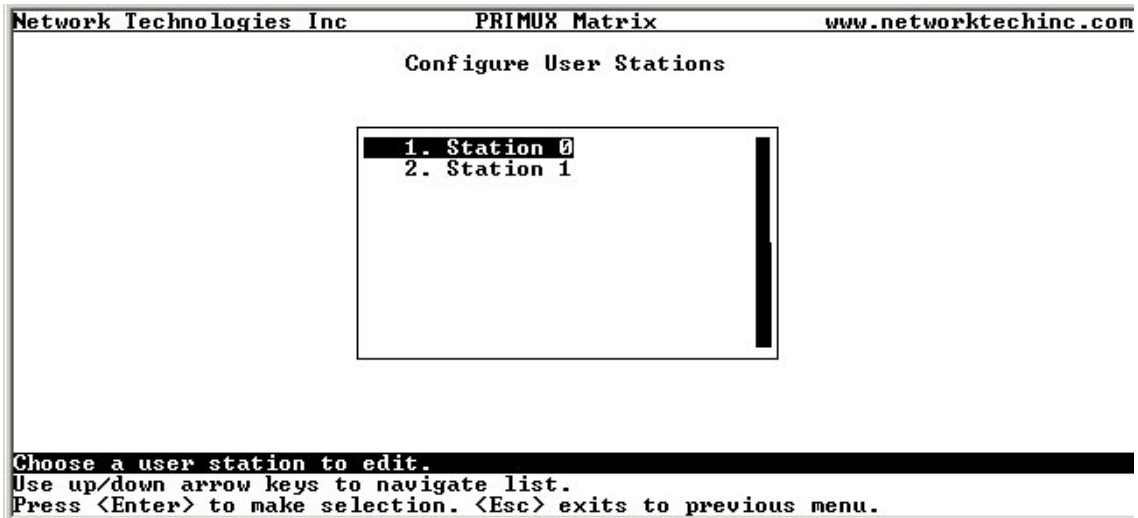 Network Technologies Inc PRIMUX Matrix www.networktechinc.com
Configure User Stations
1. Station 0
2. Station 1
Choose a user station to edit.
Use up/down arrow keys to navigate list.
Press <Enter> to make selection. <Esc> exits to previous menu.